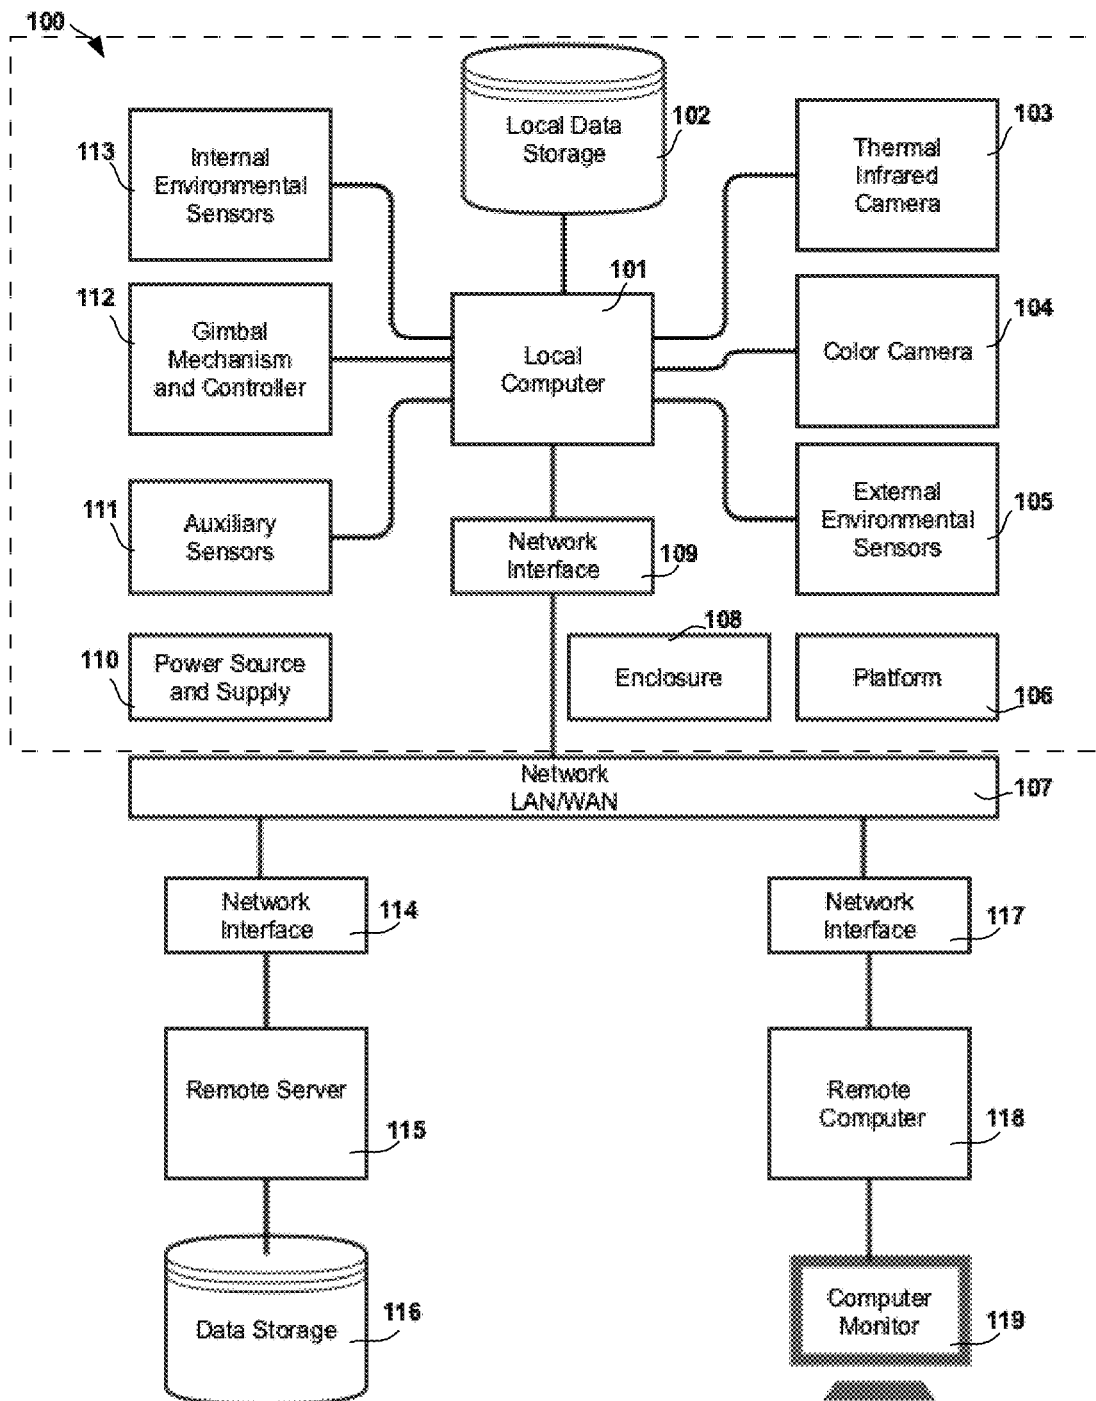 100
Local Data
Storage
102
113
Internal
Environmental
Sensors
103
Thermal
Infrared
Camera
101
Local
Computer
112
Gimbal
Mechanism
and Controller
104
Color Camera
111
Auxiliary
Sensors
Network
Interface
109
External
Environmental
Sensors
105
110
Power Source
and Supply
108
Enclosure
Platform
106
Network
LAN/WAN
107
Network
Interface
114
Network
Interface
117
Remote Server
115
Remote
Computer
118
Data Storage
116
Computer
Monitor
119